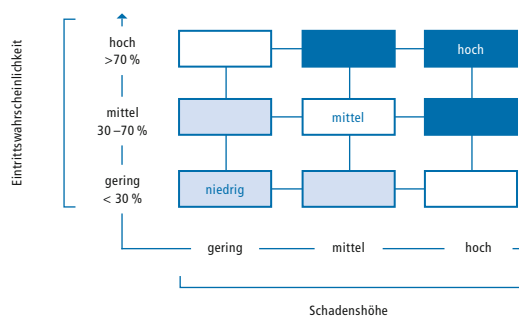 Eintrittswahrscheinlichkeit
hoch
>70 %
hoch
mittel
30 –70 %
mittel
gering
< 30 %
niedrig
gering
mittel
hoch
Schadenshöhe